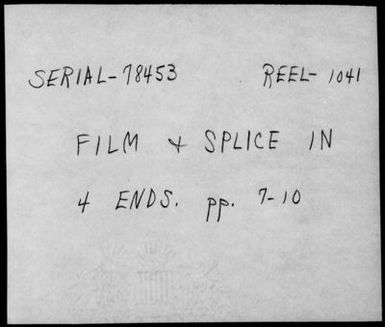 SERIAL-78453 REEL-1041
FILM & SPLICE IN
4 ENDS. pp. 7-10